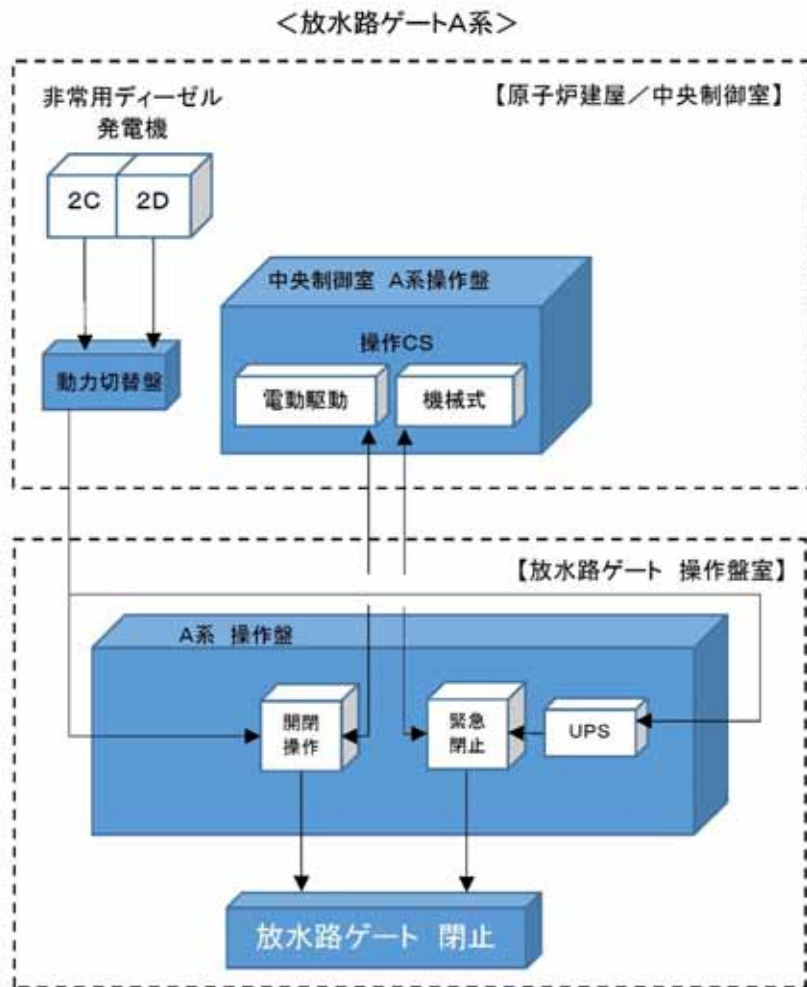 ＜放水路ゲートA系＞
【原子炉建屋／中央制御室】
非常用ディーゼル
発電機
2C
2D
中央制御室 A系操作盤
操作CS
動力切替盤
電動駆動
機械式
【放水路ゲート 操作盤室】
A系 操作盤
開閉
操作
緊急
閉止
UPS
放水路ゲート 閉止